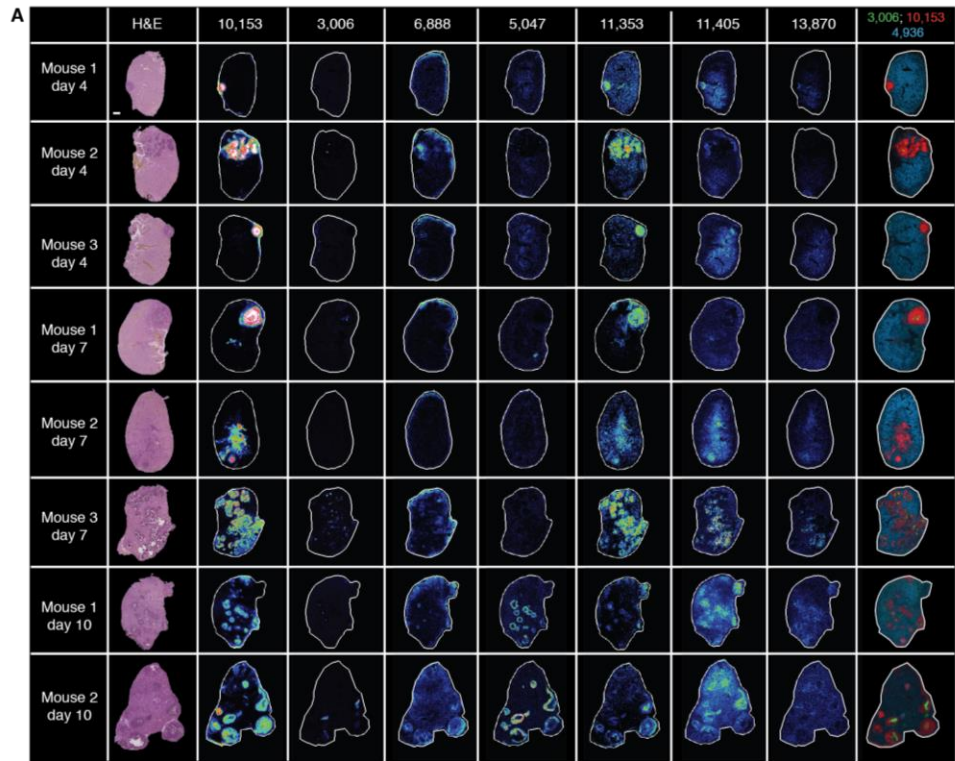 A
H&E 10,153 3,006 6,888 5,047 11,353 11,405 13,870 3,006; 10,153
4,936
Mouse 1
day 4
Mouse 2
day 4
Mouse 3
day 4
Mouse 1
day 7
Mouse 2
day 7
Mouse 3
day 7
Mouse 1
day 10
Mouse 2
day 10